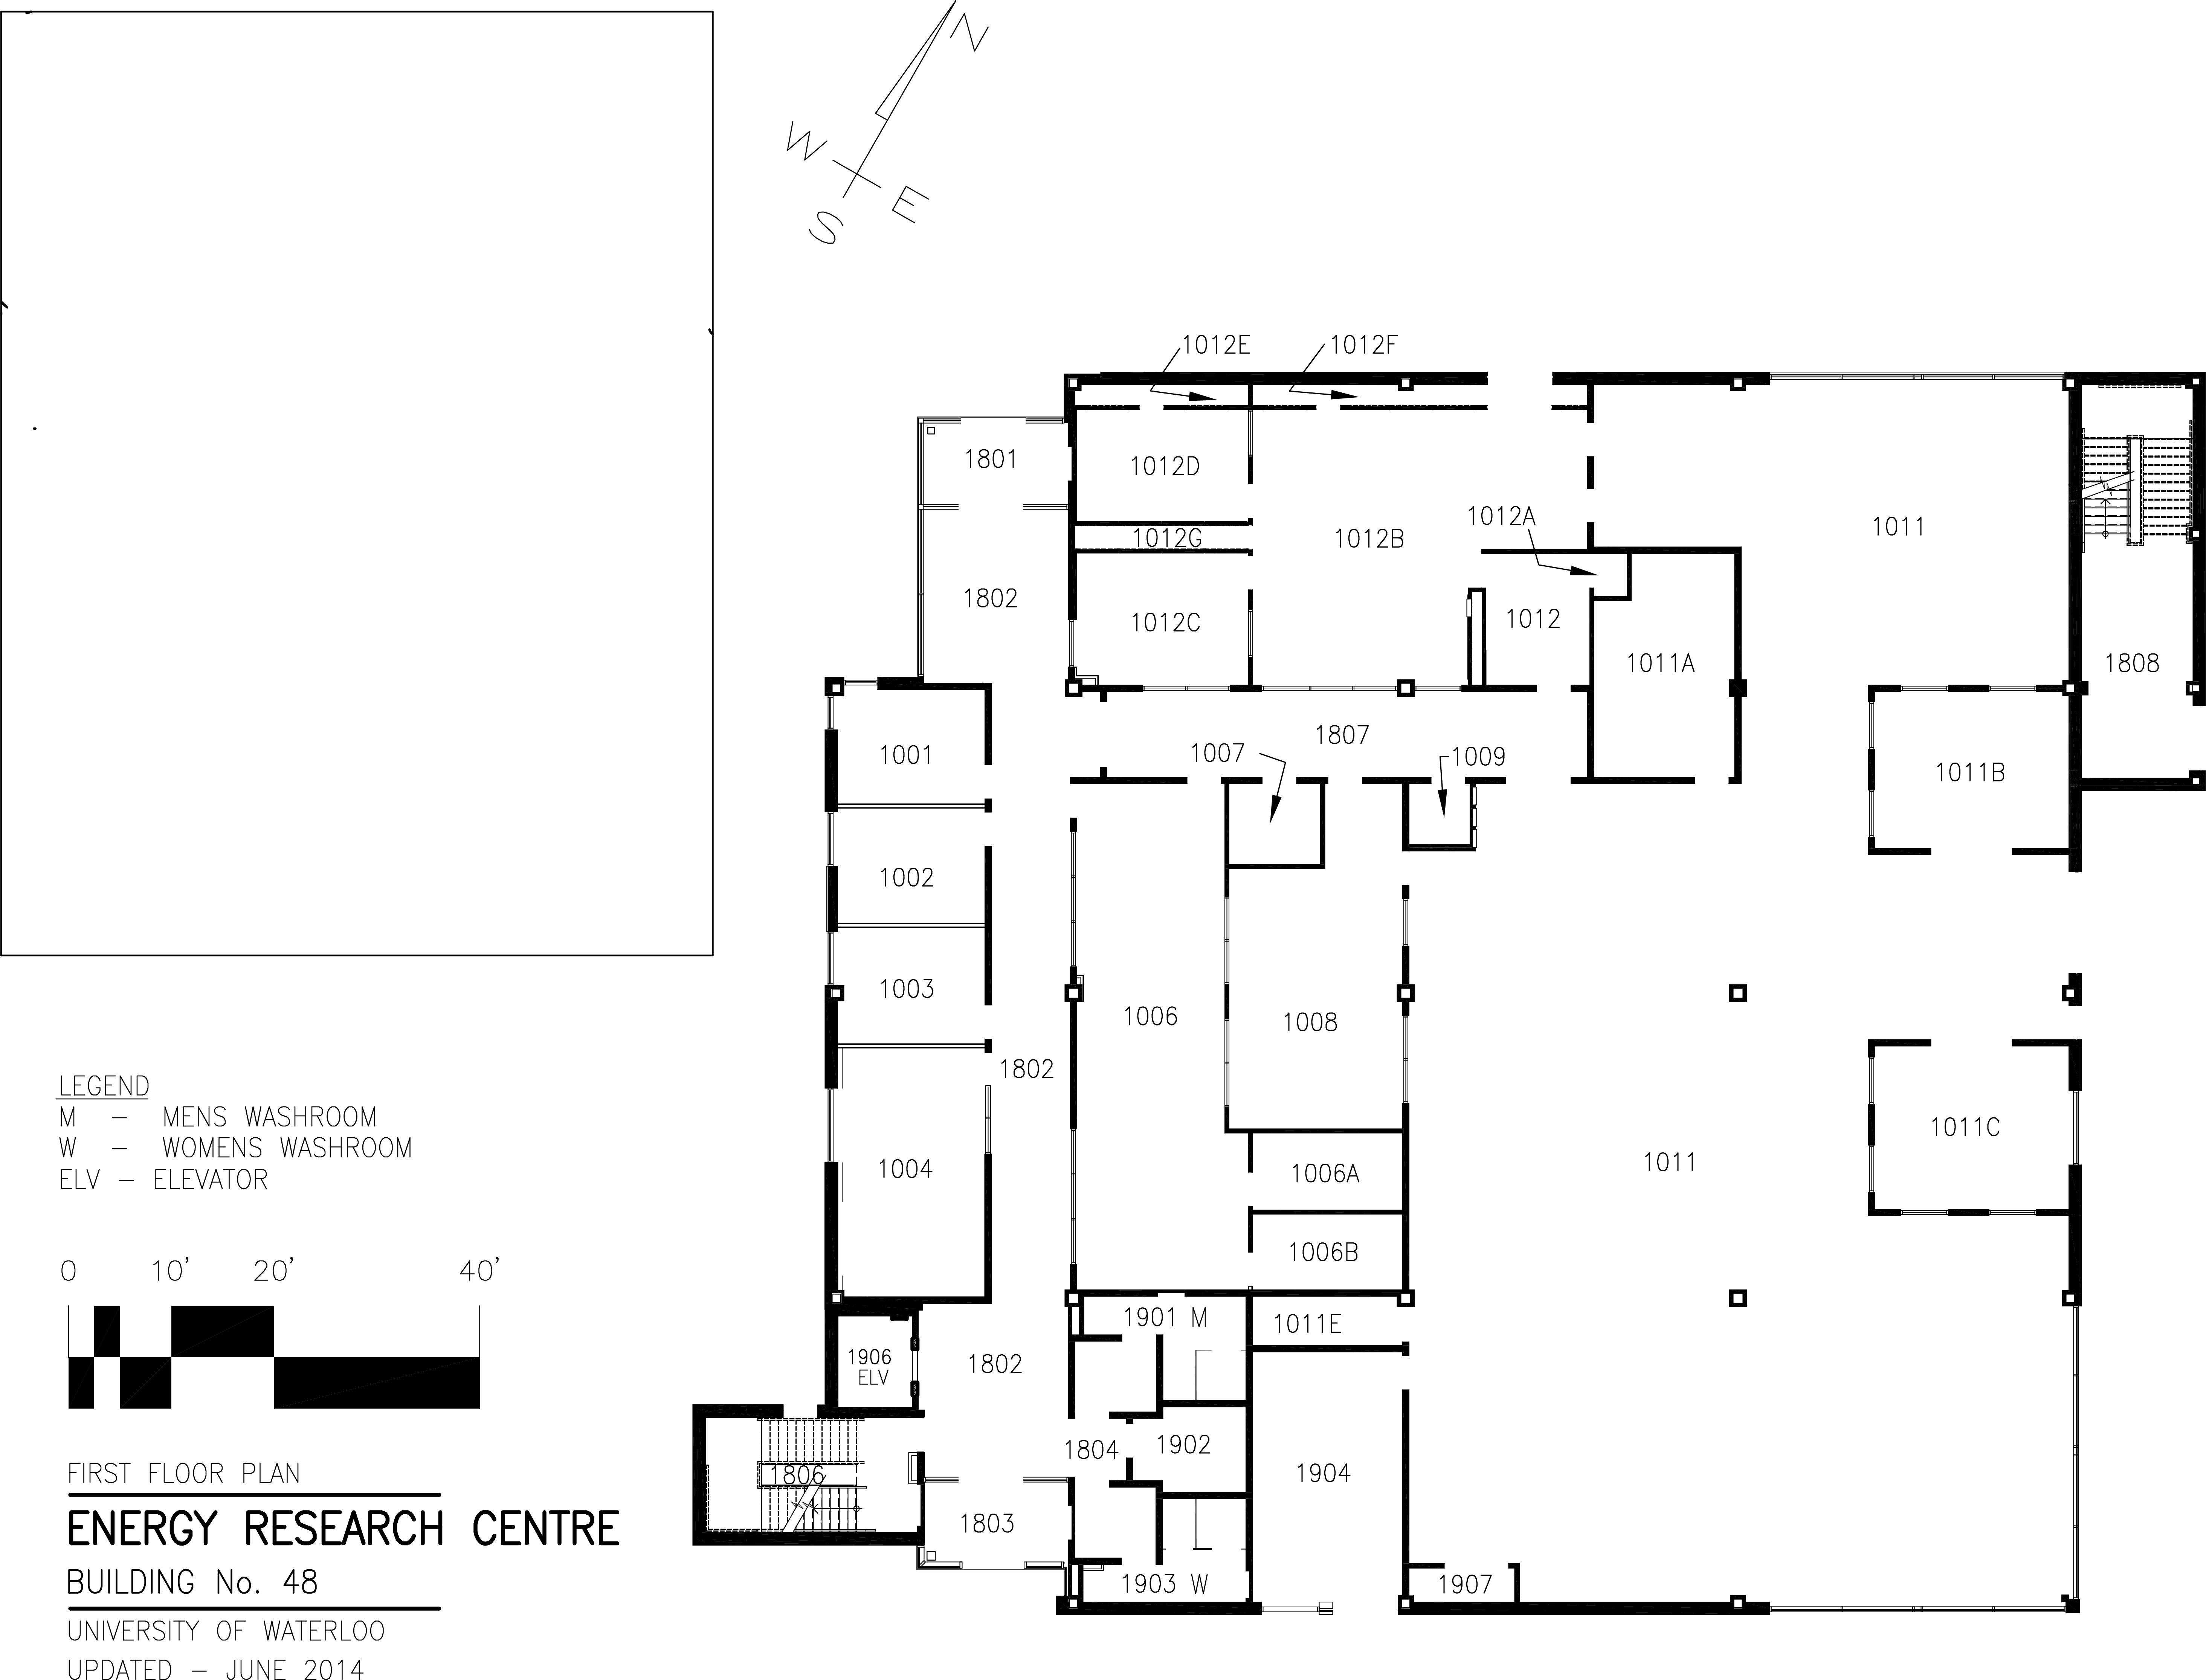 N
W
E
S
1012E
1012F
1801
1012D
1012A
1011
1012G
1012B
1802
1012C
1012
1011A
1808
1807
1007
1009
1001
1011B
1002
1003
1006
1008
1802
1004
1006A
1011
1011C
1006B
1901 M
1011E
1906
ELV
1802
1804
1902
1904
1806
1803
1903 W
1907
LEGEND
M - MENS WASHROOM
W - WOMENS WASHROOM
ELV - ELEVATOR
0 10' 20' 40'
FIRST FLOOR PLAN
ENERGY RESEARCH CENTRE
BUILDING No. 48
UNIVERSITY OF WATERLOO
UPDATED - JUNE 2014